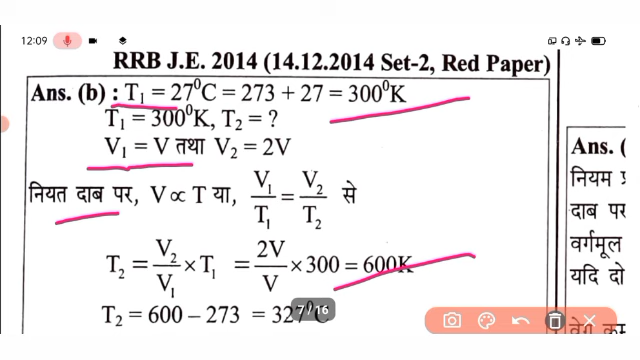 12:09
RRB J.E. 2014 (14.12.2014 Set-2, Red Paper)
Ans. (b) : T₁ = 27⁰C = 273 + 27 = 300⁰K
T₁ = 300⁰K, T₂ = ?
V₁ = V तथा V₂ = 2V
नियत दाब पर, V ∝ T या, V₁/T₁ = V₂/T₂ से
T₂ = V₂/V₁ × T₁ = 2V/V × 300 = 600K
T₂ = 600 – 273 = 327⁰C
7 / 16
Ans. (
नियम प्र
दाब पर
वर्गमूल
यदि दो
वेग क्रम